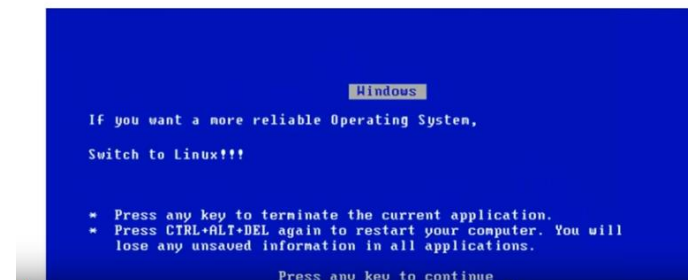 Windows
If you want a more reliable Operating System,
Switch to Linux!!!
* Press any key to terminate the current application.
* Press CTRL+ALT+DEL again to restart your computer. You will
lose any unsaved information in all applications.
Press any key to continue